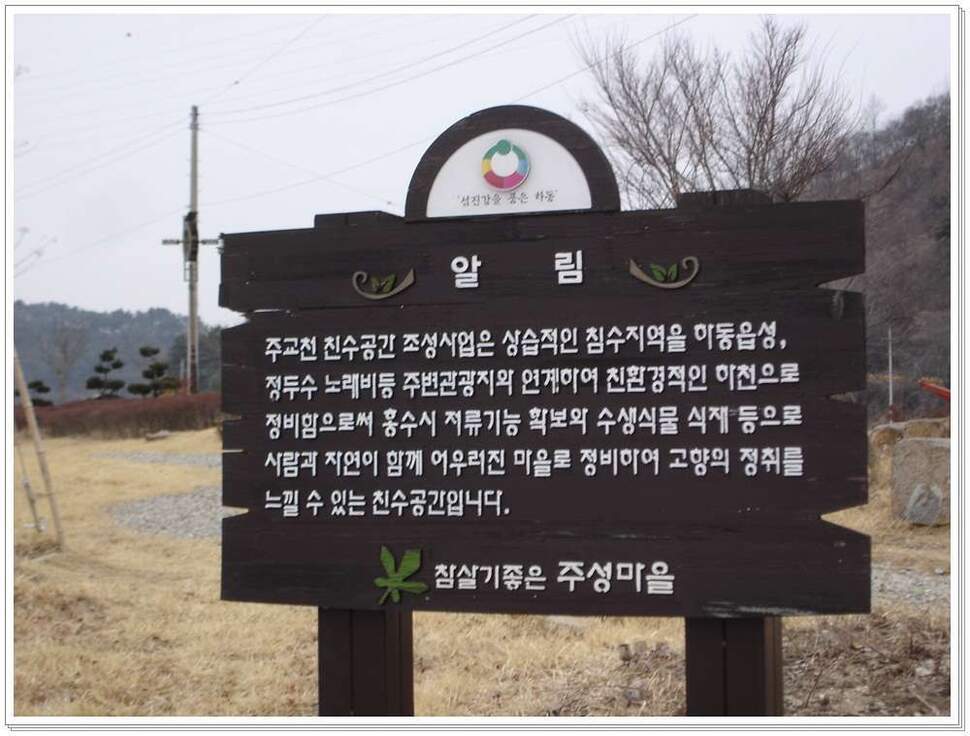 '섬진강을 품은 하동'
알 림
주교천 친수공간 조성사업은 상습적인 침수지역을 하동읍성,
정두수 노래비등 주변관광지와 연계하여 친환경적인 하천으로
정비함으로써 홍수시 저류기능 확보와 수생식물 식재 등으로
사람과 자연이 함께 어우러진 마을로 정비하여 고향의 정취를
느낄 수 있는 친수공간입니다.
참살기좋은 주성마을